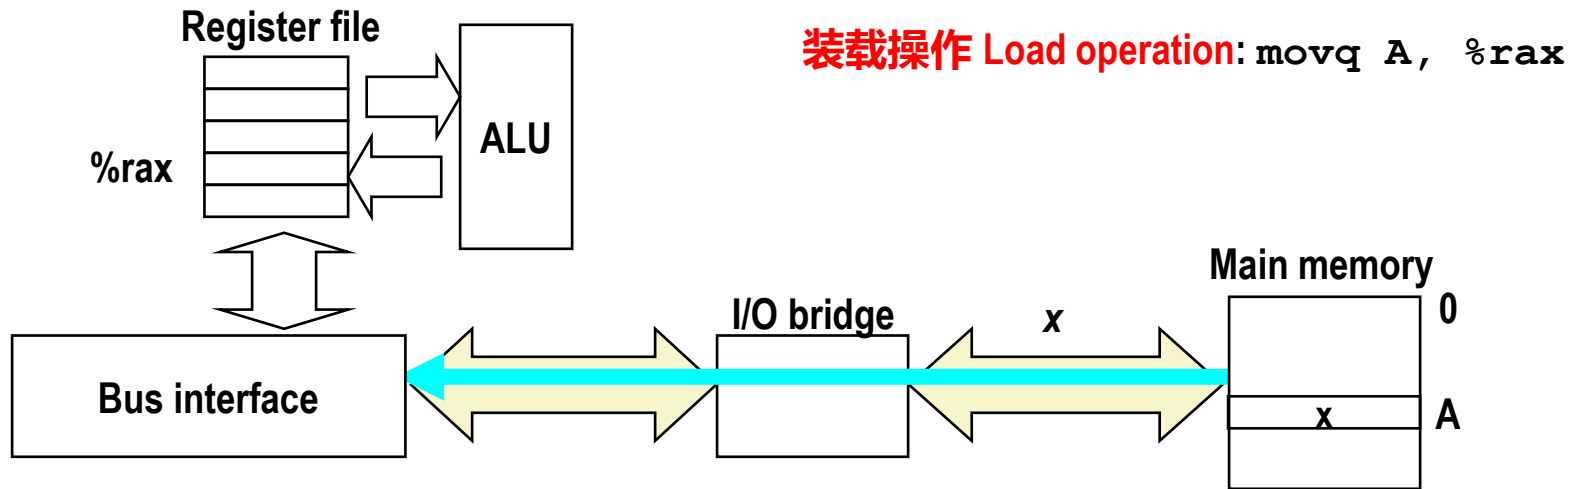 Register file
装载操作 Load operation: movq A, %rax
ALU
%rax
Main memory
0
I/O bridge
x
Bus interface
x
A